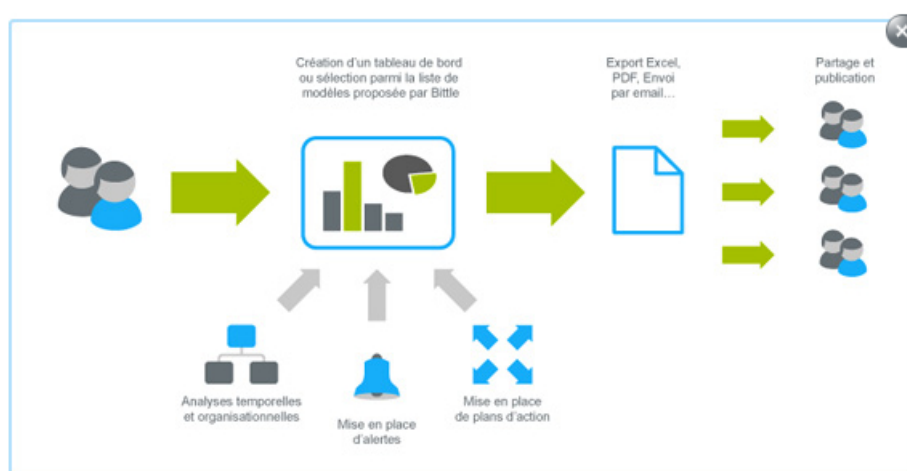 Création d'un tableau de bord
ou sélection parmi la liste de
modèles proposée par Bittle
Export Excel,
PDF, Envoi
par email...
Partage et
publication
Analyses temporelles
et organisationnelles
Mise en place
d'alertes
Mise en place
de plans d'action